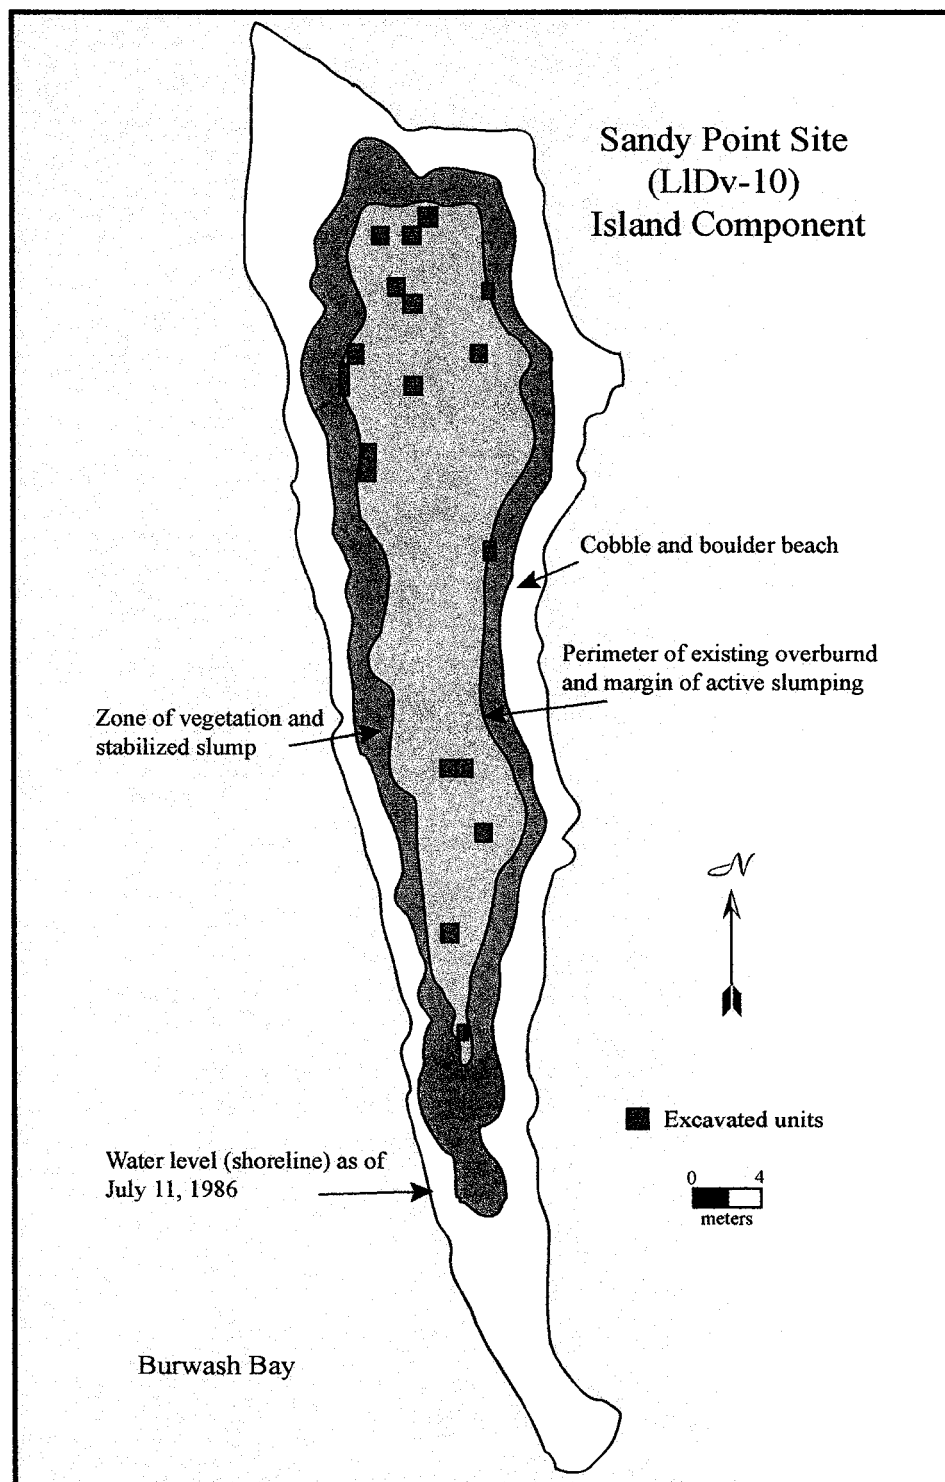 Sandy Point Site
(LlDv-10)
Island Component
Cobble and boulder beach
Perimeter of existing overburnd
and margin of active slumping
Zone of vegetation and
stabilized slump
N
Excavated units
Water level (shoreline) as of
July 11, 1986
0 4
meters
Burwash Bay